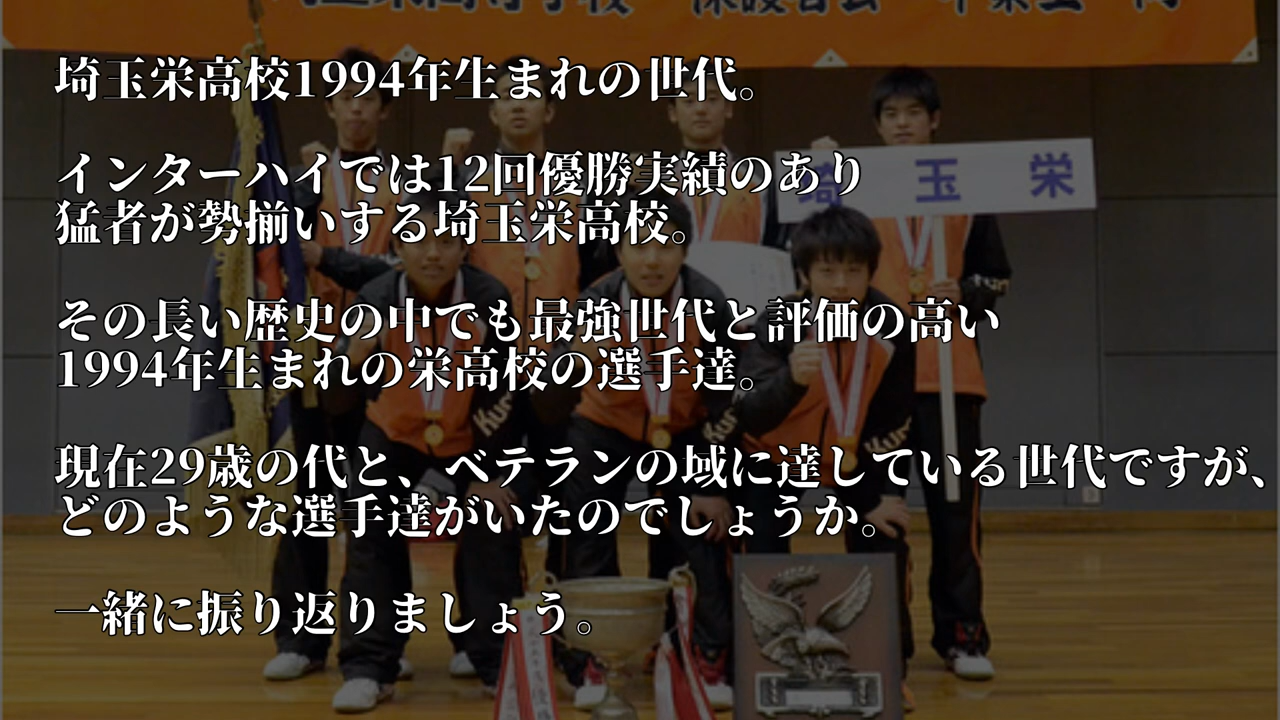 埼玉栄高校1994年生まれの世代。
インターハイでは12回優勝実績のあり
猛者が勢揃いする埼玉栄高校。
その長い歴史の中でも最強世代と評価の高い
1994年生まれの栄高校の選手達。
現在29歳の代と、ベテランの域に達している世代ですが、
どのような選手達がいたのでしょうか。
一緒に振り返りましょう。
埼玉栄